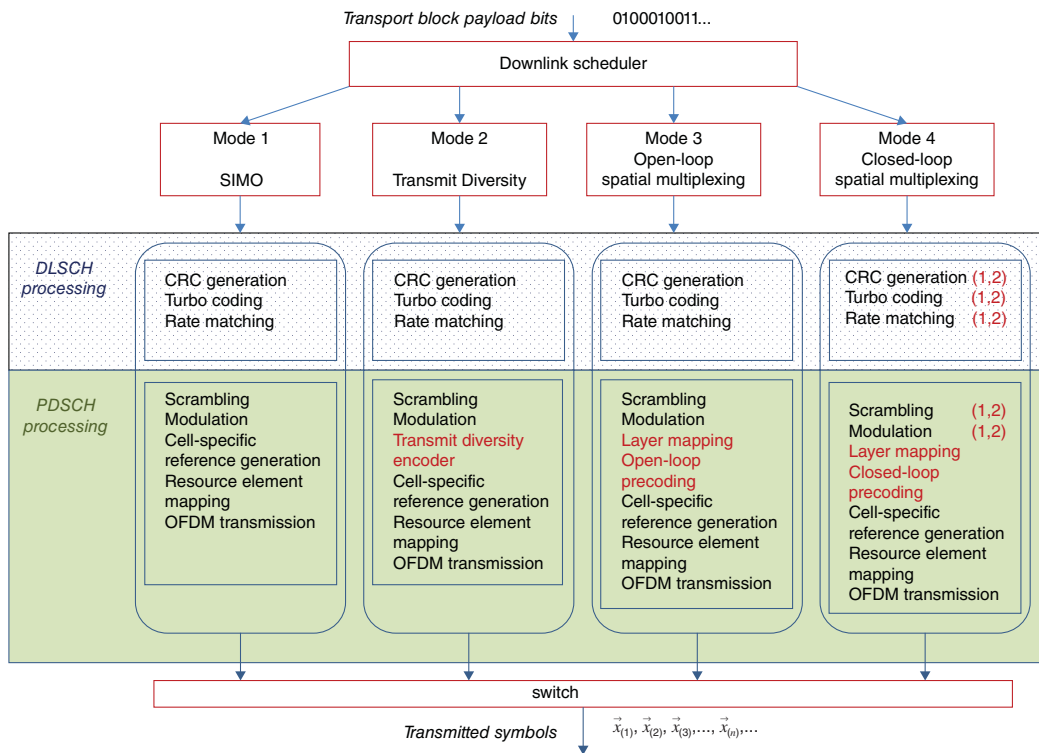 Transport block payload bits 0100010011...
Downlink scheduler
Mode 1
SIMO
Mode 2
Transmit Diversity
Mode 3
Open-loop
spatial multiplexing
Mode 4
Closed-loop
spatial multiplexing
DLSCH
processing
CRC generation
Turbo coding
Rate matching
CRC generation
Turbo coding
Rate matching
CRC generation
Turbo coding
Rate matching
CRC generation (1,2)
Turbo coding (1,2)
Rate matching (1,2)
PDSCH
processing
Scrambling
Modulation
Cell-specific
reference generation
Resource element
mapping
OFDM transmission
Scrambling
Modulation
Transmit diversity
encoder
Cell-specific
reference generation
Resource element
mapping
OFDM transmission
Scrambling
Modulation
Layer mapping
Open-loop
precoding
Cell-specific
reference generation
Resource element
mapping
OFDM transmission
Scrambling (1,2)
Modulation (1,2)
Layer mapping
Closed-loop
precoding
Cell-specific
reference generation
Resource element
mapping
OFDM transmission
switch
Transmitted symbols x⃗(1), x⃗(2), x⃗(3),..., x⃗(n),...